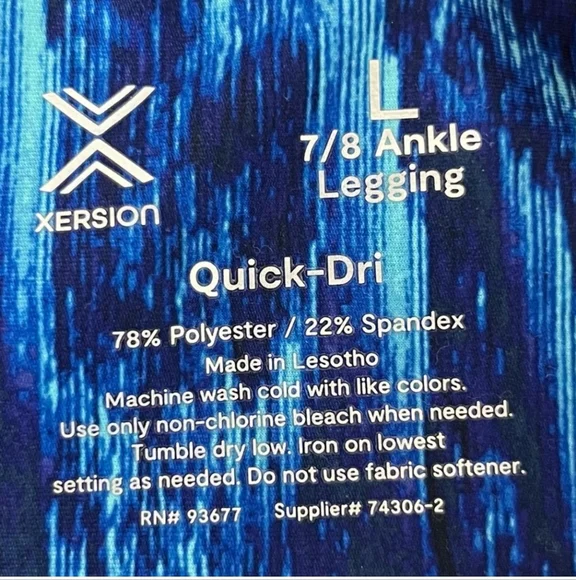 XERSION
L
7/8 Ankle
Legging
Quick-Dri
78% Polyester / 22% Spandex
Made in Lesotho
Machine wash cold with like colors.
Use only non-chlorine bleach when needed.
Tumble dry low. Iron on lowest
setting as needed. Do not use fabric softener.
RN# 93677 Supplier# 74306-2